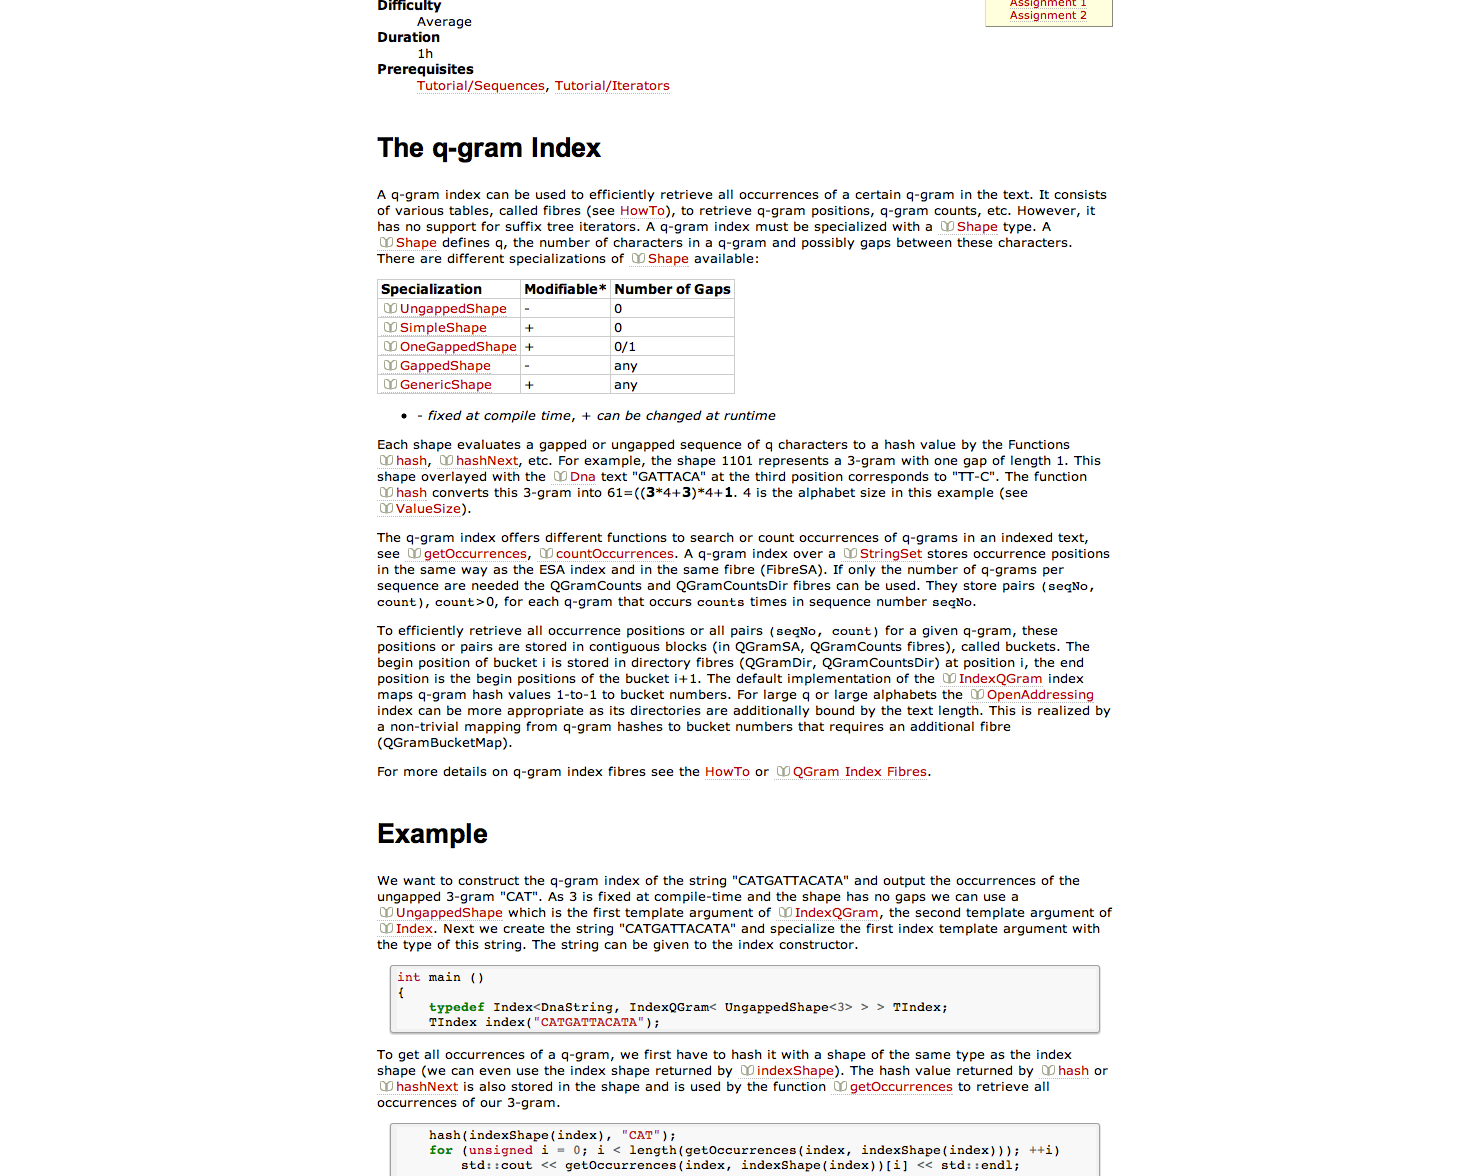 Difficulty
Average
Duration
1h
Prerequisites
Tutorial/Sequences, Tutorial/Iterators
Assignment 1
Assignment 2
The q-gram Index
A q-gram index can be used to efficiently retrieve all occurrences of a certain q-gram in the text. It consists
of various tables, called fibres (see HowTo), to retrieve q-gram positions, q-gram counts, etc. However, it
has no support for suffix tree iterators. A q-gram index must be specialized with a Shape type. A
Shape defines q, the number of characters in a q-gram and possibly gaps between these characters.
There are different specializations of Shape available:
Specialization Modifiable* Number of Gaps
UngappedShape - 0
SimpleShape + 0
OneGappedShape + 0/1
GappedShape - any
GenericShape + any
• - fixed at compile time, + can be changed at runtime
Each shape evaluates a gapped or ungapped sequence of q characters to a hash value by the Functions
hash, hashNext, etc. For example, the shape 1101 represents a 3-gram with one gap of length 1. This
shape overlayed with the Dna text "GATTACA" at the third position corresponds to "TT-C". The function
hash converts this 3-gram into 61=((3*4+3)*4+1. 4 is the alphabet size in this example (see
ValueSize).
The q-gram index offers different functions to search or count occurrences of q-grams in an indexed text,
see getOccurrences, countOccurrences. A q-gram index over a StringSet stores occurrence positions
in the same way as the ESA index and in the same fibre (FibreSA). If only the number of q-grams per
sequence are needed the QGramCounts and QGramCountsDir fibres can be used. They store pairs (seqNo,
count), count>0, for each q-gram that occurs counts times in sequence number seqNo.
To efficiently retrieve all occurrence positions or all pairs (seqNo, count) for a given q-gram, these
positions or pairs are stored in contiguous blocks (in QGramSA, QGramCounts fibres), called buckets. The
begin position of bucket i is stored in directory fibres (QGramDir, QGramCountsDir) at position i, the end
position is the begin positions of the bucket i+1. The default implementation of the IndexQGram index
maps q-gram hash values 1-to-1 to bucket numbers. For large q or large alphabets the OpenAddressing
index can be more appropriate as its directories are additionally bound by the text length. This is realized by
a non-trivial mapping from q-gram hashes to bucket numbers that requires an additional fibre
(QGramBucketMap).
For more details on q-gram index fibres see the HowTo or QGram Index Fibres.
Example
We want to construct the q-gram index of the string "CATGATTACATA" and output the occurrences of the
ungapped 3-gram "CAT". As 3 is fixed at compile-time and the shape has no gaps we can use a
UngappedShape which is the first template argument of IndexQGram, the second template argument of
Index. Next we create the string "CATGATTACATA" and specialize the first index template argument with
the type of this string. The string can be given to the index constructor.
int main ()
{
typedef Index<DnaString, IndexQGram< UngappedShape<3> > > TIndex;
TIndex index("CATGATTACATA");
To get all occurrences of a q-gram, we first have to hash it with a shape of the same type as the index
shape (we can even use the index shape returned by indexShape). The hash value returned by hash or
hashNext is also stored in the shape and is used by the function getOccurrences to retrieve all
occurrences of our 3-gram.
hash(indexShape(index), "CAT");
for (unsigned i = 0; i < length(getOccurrences(index, indexShape(index))); ++i)
std::cout << getOccurrences(index, indexShape(index))[i] << std::endl;